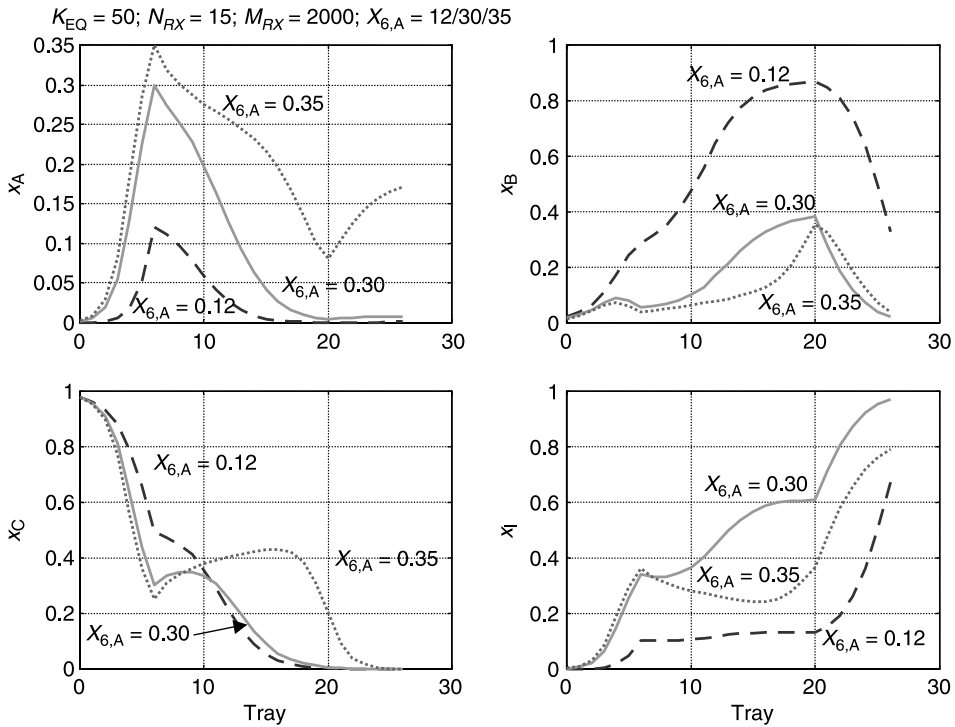 K_EQ = 50; N_RX = 15; M_RX = 2000; X_6,A = 12/30/35
0.35
0.3
0.25
0.2
0.15
0.1
0.05
0
x_A
X_6,A = 0.35
X_6,A = 0.30
X_6,A = 0.12
0
10
20
30
1
0.8
0.6
0.4
0.2
0
x_B
X_6,A = 0.12
X_6,A = 0.30
X_6,A = 0.35
0
10
20
30
1
0.8
0.6
0.4
0.2
0
x_C
X_6,A = 0.12
X_6,A = 0.35
X_6,A = 0.30
0
10
20
30
Tray
1
0.8
0.6
0.4
0.2
0
x_I
X_6,A = 0.30
X_6,A = 0.35
X_6,A = 0.12
0
10
20
30
Tray